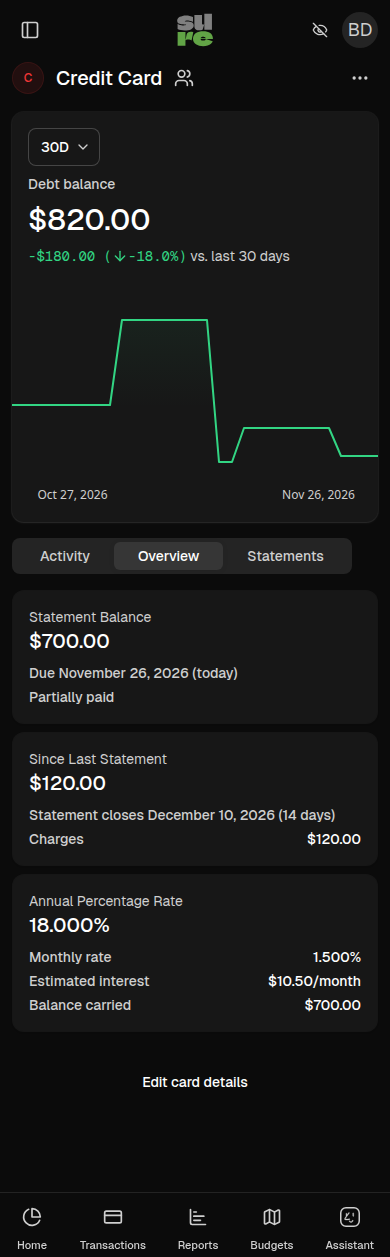 sure
BD
C
Credit Card
30D
Debt balance
$820.00
-$180.00 (↓-18.0%) vs. last 30 days
Oct 27, 2026
Nov 26, 2026
Activity
Overview
Statements
Statement Balance
$700.00
Due November 26, 2026 (today)
Partially paid
Since Last Statement
$120.00
Statement closes December 10, 2026 (14 days)
Charges $120.00
Annual Percentage Rate
18.000%
Monthly rate 1.500%
Estimated interest $10.50/month
Balance carried $700.00
Edit card details
Home
Transactions
Reports
Budgets
Assistant